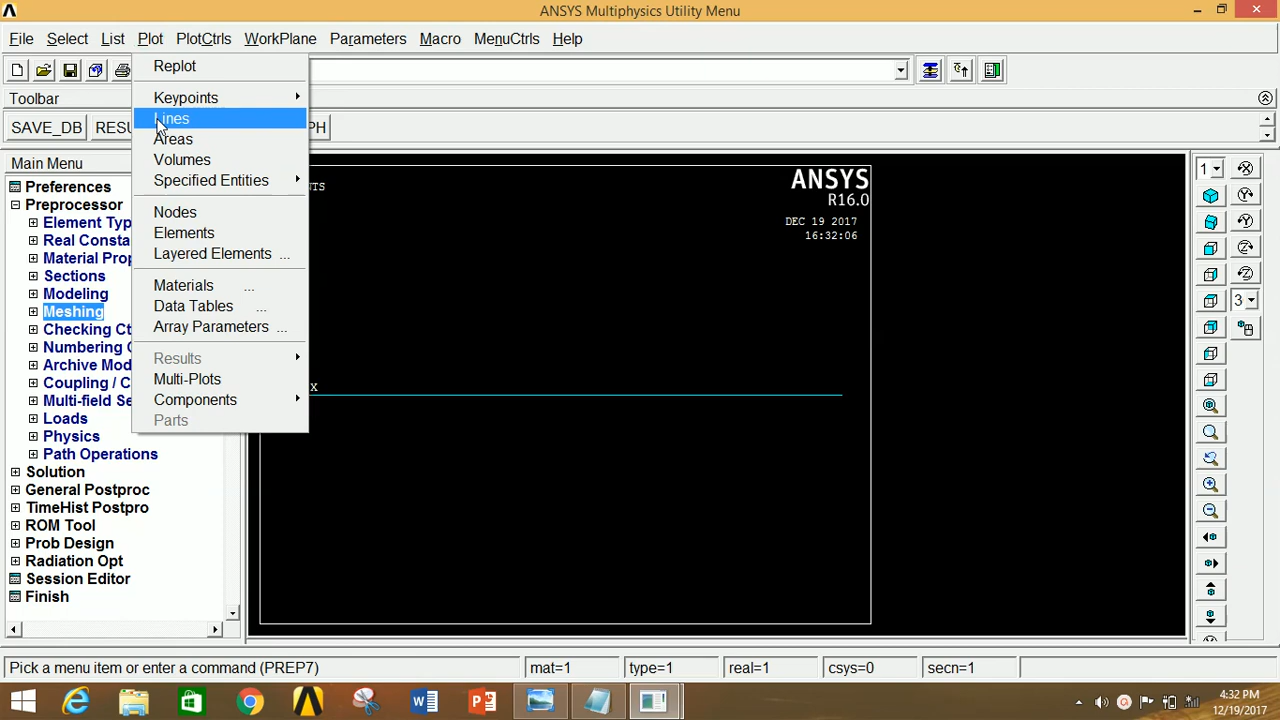 ANSYS Multiphysics Utility Menu
File Select List Plot PlotCtrls WorkPlane Parameters Macro MenuCtrls Help
Replot
Toolbar
Keypoints
SAVE_DB
Lines
Areas
Volumes
Specified Entities
Nodes
Elements
Layered Elements ...
Materials ...
Data Tables ...
Array Parameters ...
Results
Multi-Plots
Components
Parts
Main Menu
Preferences
Preprocessor
Element Typ
Real Consta
Material Prop
Sections
Modeling
Meshing
Checking Ct
Numbering C
Archive Mod
Coupling / C
Multi-field Se
Loads
Physics
Path Operations
Solution
General Postproc
TimeHist Postpro
ROM Tool
Prob Design
Radiation Opt
Session Editor
Finish
ANSYS
R16.0
DEC 19 2017
16:32:06
X
1
3
Pick a menu item or enter a command (PREP7) mat=1 type=1 real=1 csys=0 secn=1
4:32 PM
12/19/2017